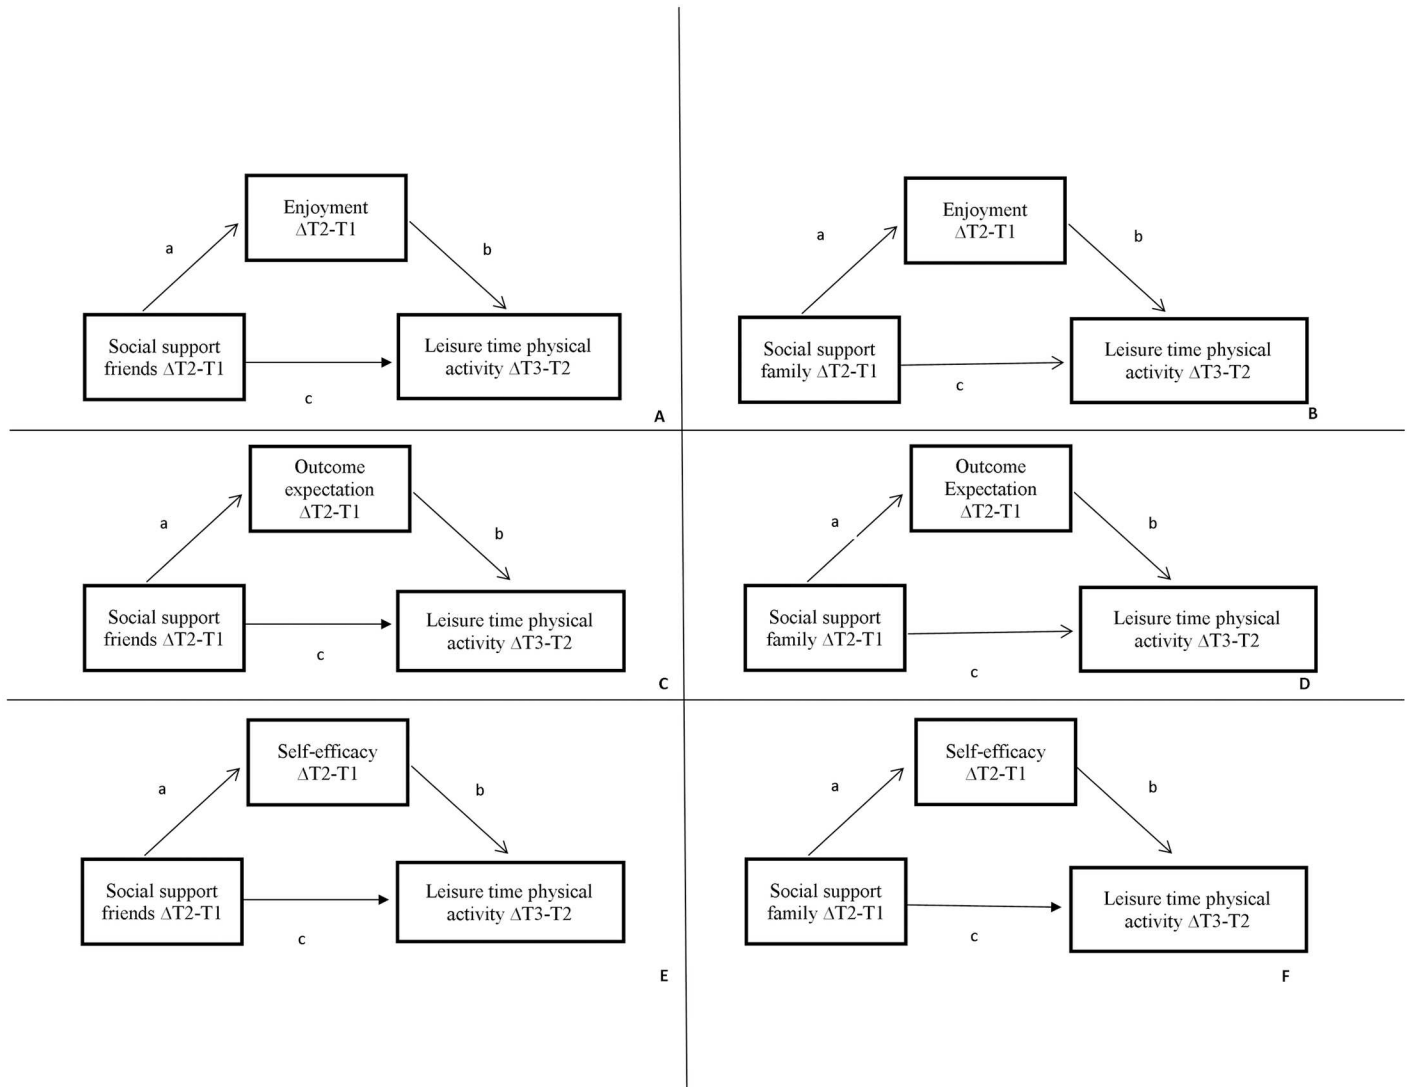 Enjoyment
ΔT2-T1
a
b
Social support
friends ΔT2-T1
Leisure time physical
activity ΔT3-T2
c
A
Enjoyment
ΔT2-T1
a
b
Social support
family ΔT2-T1
Leisure time physical
activity ΔT3-T2
c
B
Outcome
expectation
ΔT2-T1
a
b
Social support
friends ΔT2-T1
Leisure time physical
activity ΔT3-T2
c
C
Outcome
Expectation
ΔT2-T1
a
b
Social support
family ΔT2-T1
Leisure time physical
activity ΔT3-T2
c
D
Self-efficacy
ΔT2-T1
a
b
Social support
friends ΔT2-T1
Leisure time physical
activity ΔT3-T2
c
E
Self-efficacy
ΔT2-T1
a
b
Social support
family ΔT2-T1
Leisure time physical
activity ΔT3-T2
c
F